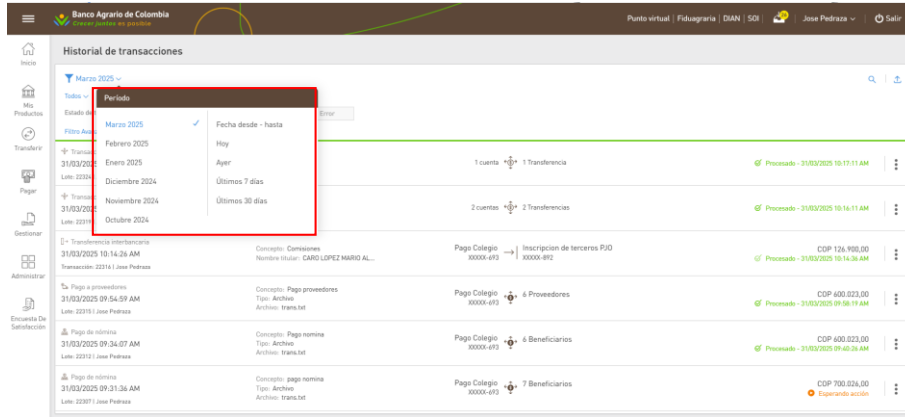 Banco Agrario de Colombia
Crecer juntos es posible
Punto virtual | Fiduagraria | DIAN | SOI | Jose Pedraza Salir
Inicio
Mis Productos
Transferir
Pagar
Gestionar
Administrar
Encuesta De Satisfacción
Historial de transacciones
Marzo 2025
Todos
Estado de
Error
Filtro Avan
Período
Marzo 2025
Febrero 2025
Enero 2025
Diciembre 2024
Noviembre 2024
Octubre 2024
Fecha desde - hasta
Hoy
Ayer
Últimos 7 días
Últimos 30 días
Transac
31/03/202
Lote: 22324
1 cuenta 1 Transferencia
Procesado - 31/03/2025 10:17:11 AM
Transac
31/03/202
Lote: 22319
2 cuentas 2 Transferencias
Procesado - 31/03/2025 10:16:11 AM
Transferencia interbancaria
31/03/2025 10:14:26 AM
Transacción: 22316 | Jose Pedraza
Concepto: Comisiones
Nombre titular: CARO LOPEZ MARIO AL...
Pago Colegio → Inscripcion de terceros PJO
XXXXX-693 XXXXX-892
COP 126.900,00
Procesado - 31/03/2025 10:14:36 AM
Pago a proveedores
31/03/2025 09:54:59 AM
Lote: 22315 | Jose Pedraza
Concepto: Pago proveedores
Tipo: Archivo
Archivo: trans.txt
Pago Colegio 6 Proveedores
XXXXX-693
COP 600.023,00
Procesado - 31/03/2025 09:58:19 AM
Pago de nómina
31/03/2025 09:34:07 AM
Lote: 22312 | Jose Pedraza
Concepto: Pago nomina
Tipo: Archivo
Archivo: trans.txt
Pago Colegio 6 Beneficiarios
XXXXX-693
COP 600.023,00
Procesado - 31/03/2025 09:40:26 AM
Pago de nómina
31/03/2025 09:31:36 AM
Lote: 22307 | Jose Pedraza
Concepto: pago nomina
Tipo: Archivo
Archivo: trans.txt
Pago Colegio 7 Beneficiarios
XXXXX-693
COP 700.026,00
Esperando acción